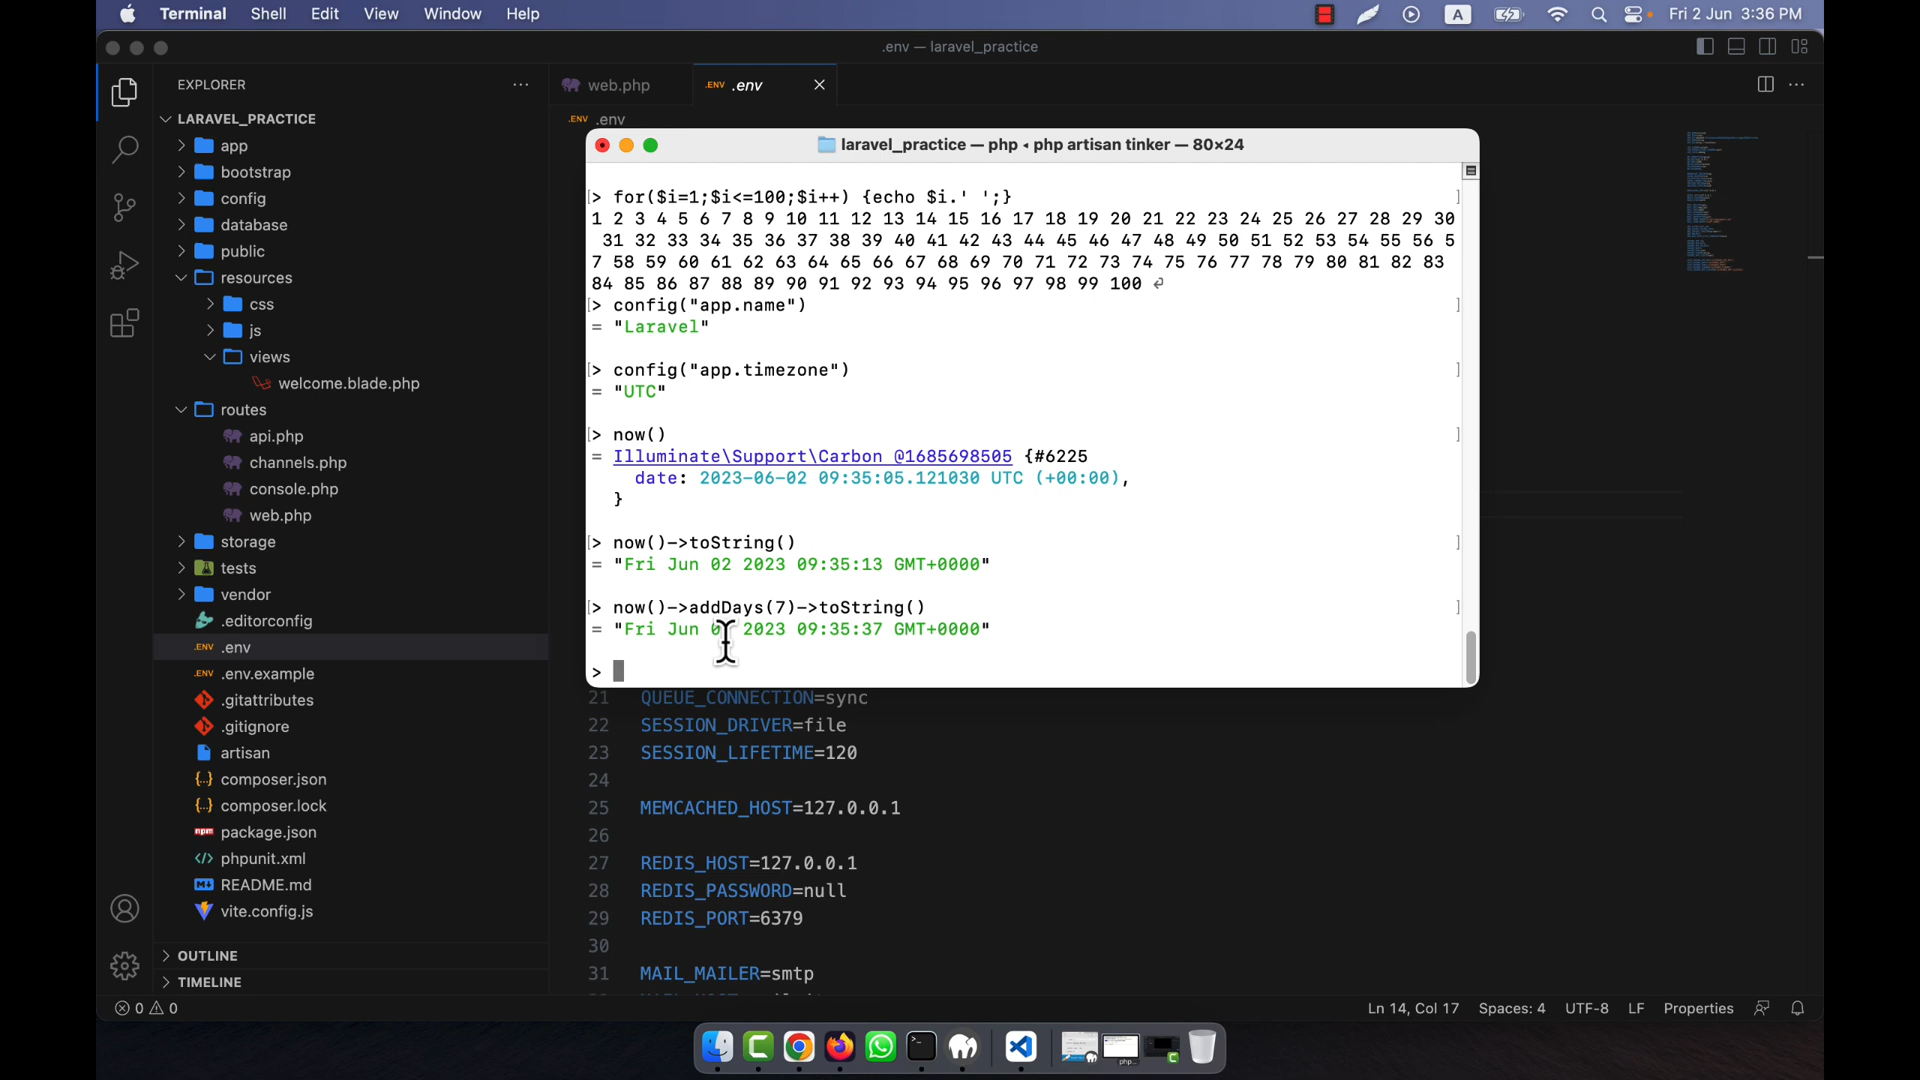 Terminal Shell Edit View Window Help
A
Fri 2 Jun 3:36 PM
.env — laravel_practice
EXPLORER
LARAVEL_PRACTICE
app
bootstrap
config
database
public
resources
css
js
views
welcome.blade.php
routes
api.php
channels.php
console.php
web.php
storage
tests
vendor
.editorconfig
.ENV .env
.ENV .env.example
.gitattributes
.gitignore
artisan
{..} composer.json
{..} composer.lock
npm package.json
</> phpunit.xml
README.md
vite.config.js
OUTLINE
TIMELINE
web.php
.ENV .env
.ENV .env
laravel_practice — php ◂ php artisan tinker — 80×24
> for($i=1;$i<=100;$i++) {echo $i.' ';}
1 2 3 4 5 6 7 8 9 10 11 12 13 14 15 16 17 18 19 20 21 22 23 24 25 26 27 28 29 30
31 32 33 34 35 36 37 38 39 40 41 42 43 44 45 46 47 48 49 50 51 52 53 54 55 56 5
7 58 59 60 61 62 63 64 65 66 67 68 69 70 71 72 73 74 75 76 77 78 79 80 81 82 83
84 85 86 87 88 89 90 91 92 93 94 95 96 97 98 99 100 ⏎
> config("app.name")
= "Laravel"
> config("app.timezone")
= "UTC"
> now()
= Illuminate\Support\Carbon @1685698505 {#6225
date: 2023-06-02 09:35:05.121030 UTC (+00:00),
}
> now()->toString()
= "Fri Jun 02 2023 09:35:13 GMT+0000"
> now()->addDays(7)->toString()
= "Fri Jun 2023 09:35:37 GMT+0000"
>
21 QUEUE_CONNECTION=sync
22 SESSION_DRIVER=file
23 SESSION_LIFETIME=120
24
25 MEMCACHED_HOST=127.0.0.1
26
27 REDIS_HOST=127.0.0.1
28 REDIS_PASSWORD=null
29 REDIS_PORT=6379
30
31 MAIL_MAILER=smtp
0 0
Ln 14, Col 17 Spaces: 4 UTF-8 LF Properties